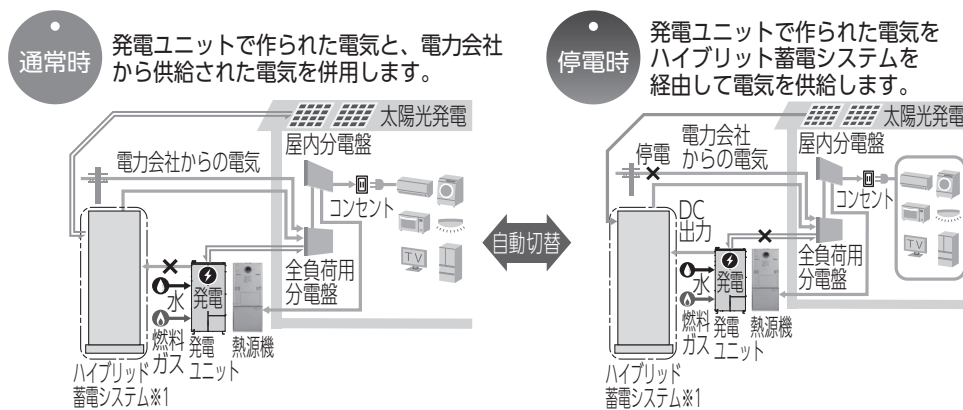 通常時
発電ユニットで作られた電気と、電力会社
から供給された電気を併用します。
太陽光発電
屋内分電盤
電力会社からの電気
コンセント
TV
全負荷用
分電盤
水
発電
燃料
ガス
発電
ユニット
熱源機
ハイブリッド
蓄電システム※1
自動切替
停電時
発電ユニットで作られた電気を
ハイブリット蓄電システムを
経由して電気を供給します。
太陽光発電
屋内分電盤
停電
電力会社
からの電気
コンセント
TV
DC
出力
全負荷用
分電盤
水
発電
燃料
ガス
発電
ユニット
熱源機
ハイブリッド
蓄電システム※1